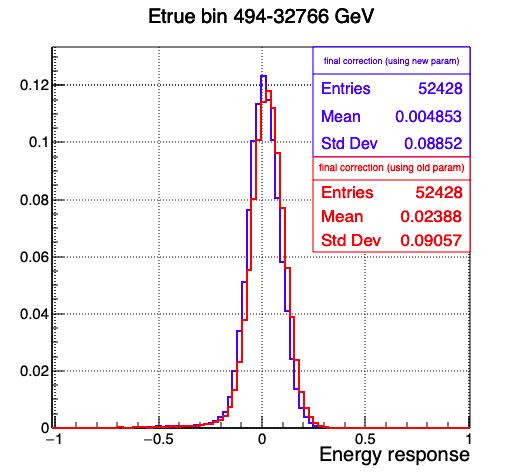 Etrue bin 494-32766 GeV
final correction (using new param)
Entries 52428
Mean 0.004853
Std Dev 0.08852
final correction (using old param)
Entries 52428
Mean 0.02388
Std Dev 0.09057
0.12
0.1
0.08
0.06
0.04
0.02
0
−1 −0.5 0 0.5 1
Energy response